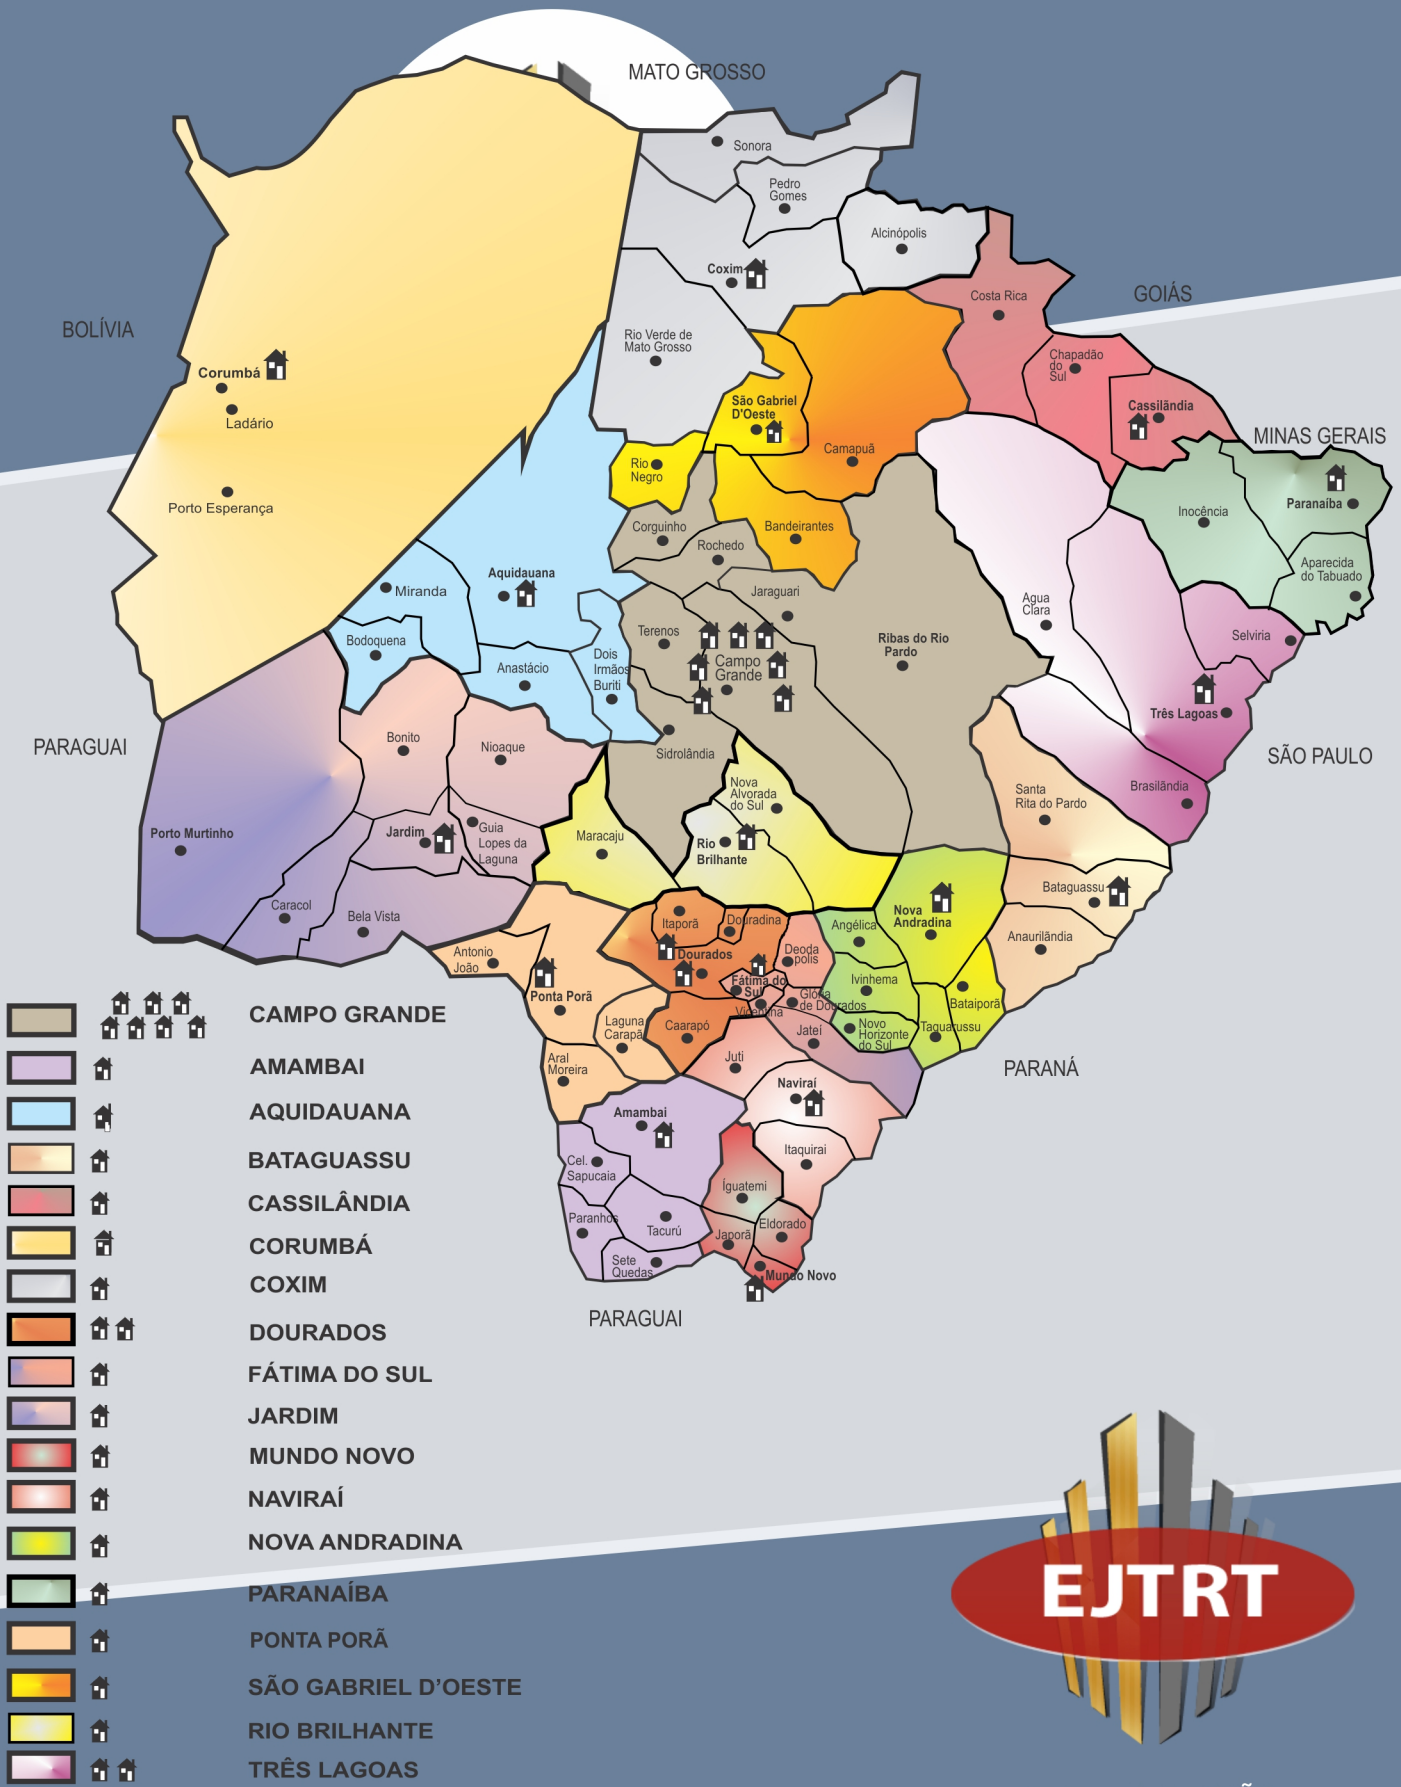 MATO GROSSO
Sonora
Pedro
Gomes
Alcinópolis
Coxim
Costa Rica
GOIÁS
BOLÍVIA
Rio Verde de
Mato Grosso
Chapadão
do
Sul
Corumbá
Ladário
São Gabriel
D'Oeste
Cassilândia
MINAS GERAIS
Camapuã
Rio
Negro
Paranaíba
Porto Esperança
Inocência
Corguinho
Bandeirantes
Rochedo
Aparecida
do Tabuado
Aquidauana
Miranda
Jaraguari
Agua
Clara
Terenos
Bodoquena
Ribas do Rio
Pardo
Selviria
Dois
Irmãos
Buriti
Anastácio
Campo
Grande
Três Lagoas
PARAGUAI
Bonito
Nioaque
Sidrolândia
SÃO PAULO
Nova
Alvorada
do Sul
Santa
Rita do Pardo
Brasilândia
Porto Murtinho
Jardim
Guia
Lopes da
Laguna
Maracaju
Rio
Brilhante
Bataguassu
Caracol
Bela Vista
Itaporã
Douradina
Angélica
Nova
Andradina
Anaurilândia
Antonio
João
Dourados
Deoda
polis
Ponta Porã
Fátima do
Sul
Ivinhema
Glória
de Dourados
Vicentina
Bataiporã
Laguna
Carapã
Caarapó
Jateí
Novo
Horizonte
do Sul
Taquarussu
Aral
Moreira
Juti
PARANÁ
Naviraí
Amambai
Itaquirai
Cel.
Sapucaia
Íguatemi
Paranhos
Tacurú
Japorã
Eldorado
Sete
Quedas
Mundo Novo
PARAGUAI
CAMPO GRANDE
AMAMBAI
AQUIDAUANA
BATAGUASSU
CASSILÂNDIA
CORUMBÁ
COXIM
DOURADOS
FÁTIMA DO SUL
JARDIM
MUNDO NOVO
NAVIRAÍ
NOVA ANDRADINA
PARANAÍBA
PONTA PORÃ
SÃO GABRIEL D'OESTE
RIO BRILHANTE
TRÊS LAGOAS
EJTRT